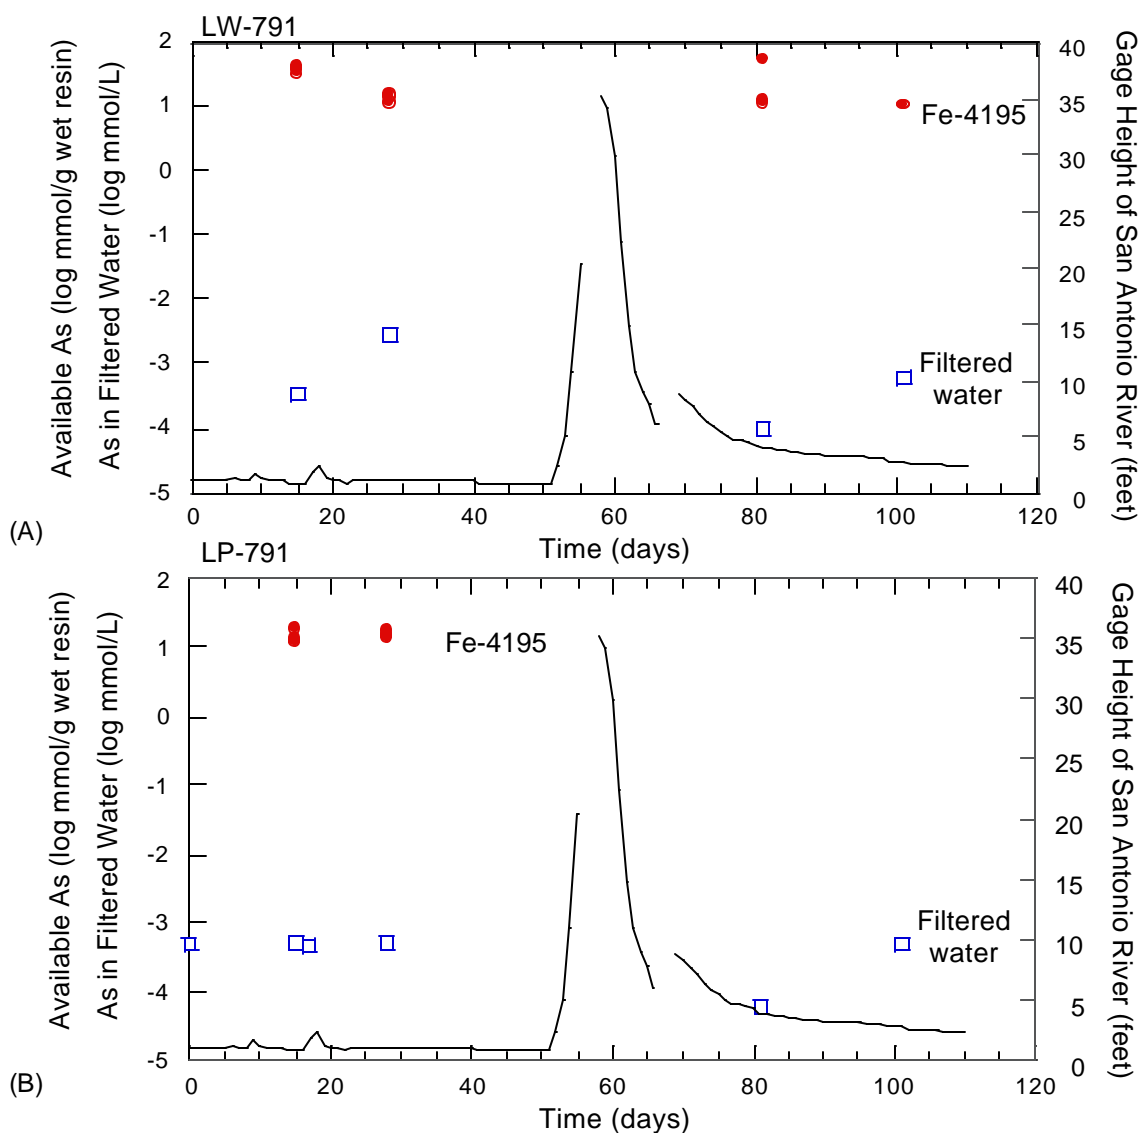 LW-791
Available As (log mmol/g wet resin)
As in Filtered Water (log mmol/L)
2
1
0
-1
-2
-3
-4
-5
40
35
30
25
20
15
10
5
0
Gage Height of San Antonio River (feet)
Fe-4195
Filtered
water
0 20 40 60 80 100 120
Time (days)
(A)
LP-791
Available As (log mmol/g wet resin)
As in Filtered Water (log mmol/L)
2
1
0
-1
-2
-3
-4
-5
40
35
30
25
20
15
10
5
0
Gage Height of San Antonio River (feet)
Fe-4195
Filtered
water
0 20 40 60 80 100 120
Time (days)
(B)